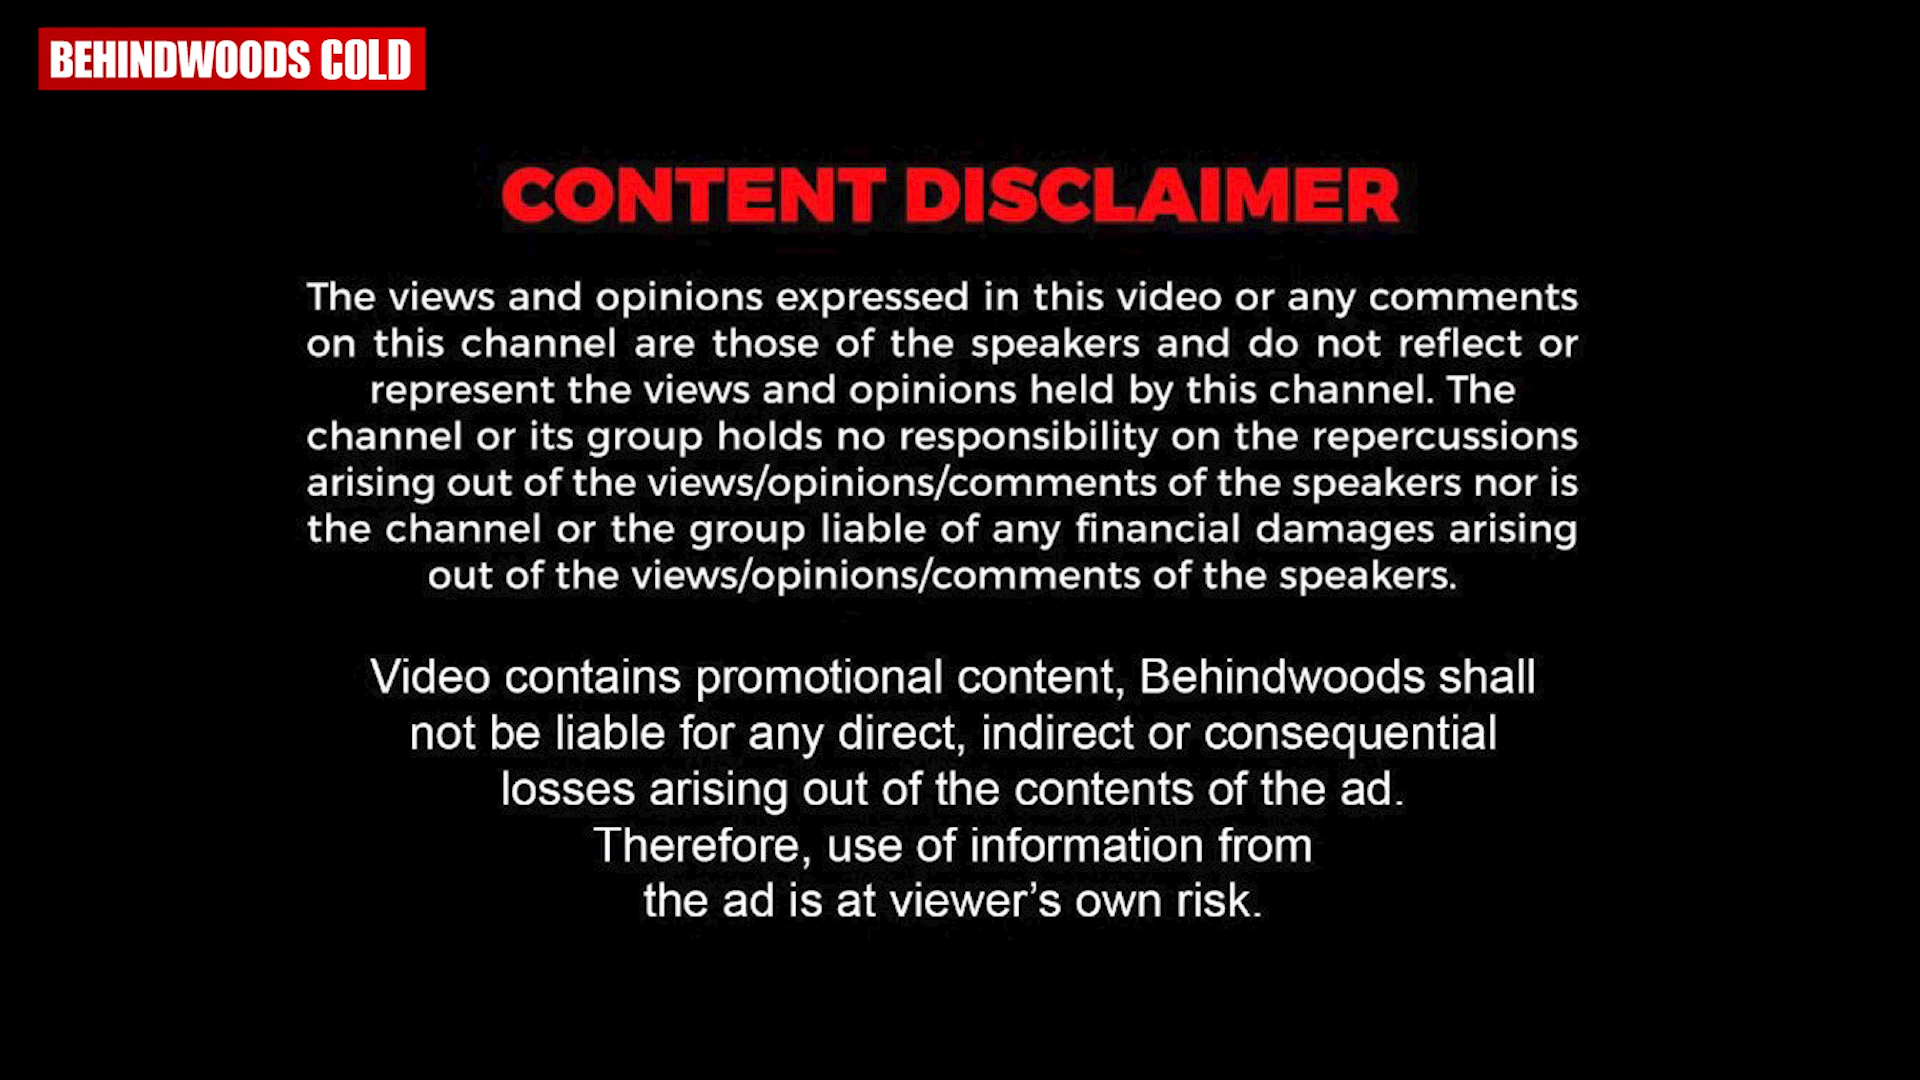 BEHINDWOODS COLD
CONTENT DISCLAIMER
The views and opinions expressed in this video or any comments
on this channel are those of the speakers and do not reflect or
represent the views and opinions held by this channel. The
channel or its group holds no responsibility on the repercussions
arising out of the views/opinions/comments of the speakers nor is
the channel or the group liable of any financial damages arising
out of the views/opinions/comments of the speakers.
Video contains promotional content, Behindwoods shall
not be liable for any direct, indirect or consequential
losses arising out of the contents of the ad.
Therefore, use of information from
the ad is at viewer’s own risk.